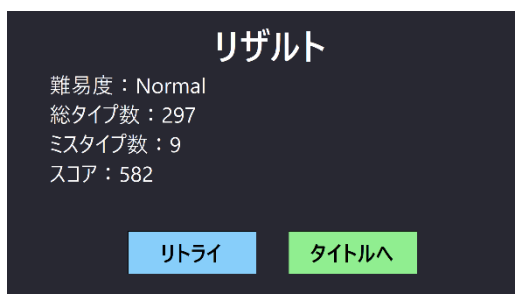 リザルト
難易度：Normal
総タイプ数：297
ミスタイプ数：9
スコア：582
リトライ
タイトルへ